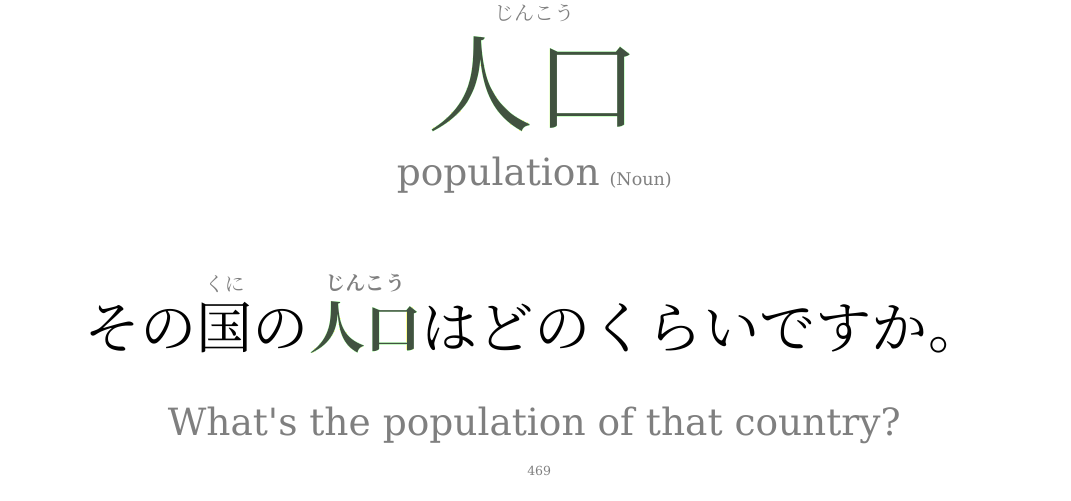 じんこう
人口
population (Noun)
くに じんこう
その国の人口はどのくらいですか。
What's the population of that country?
469